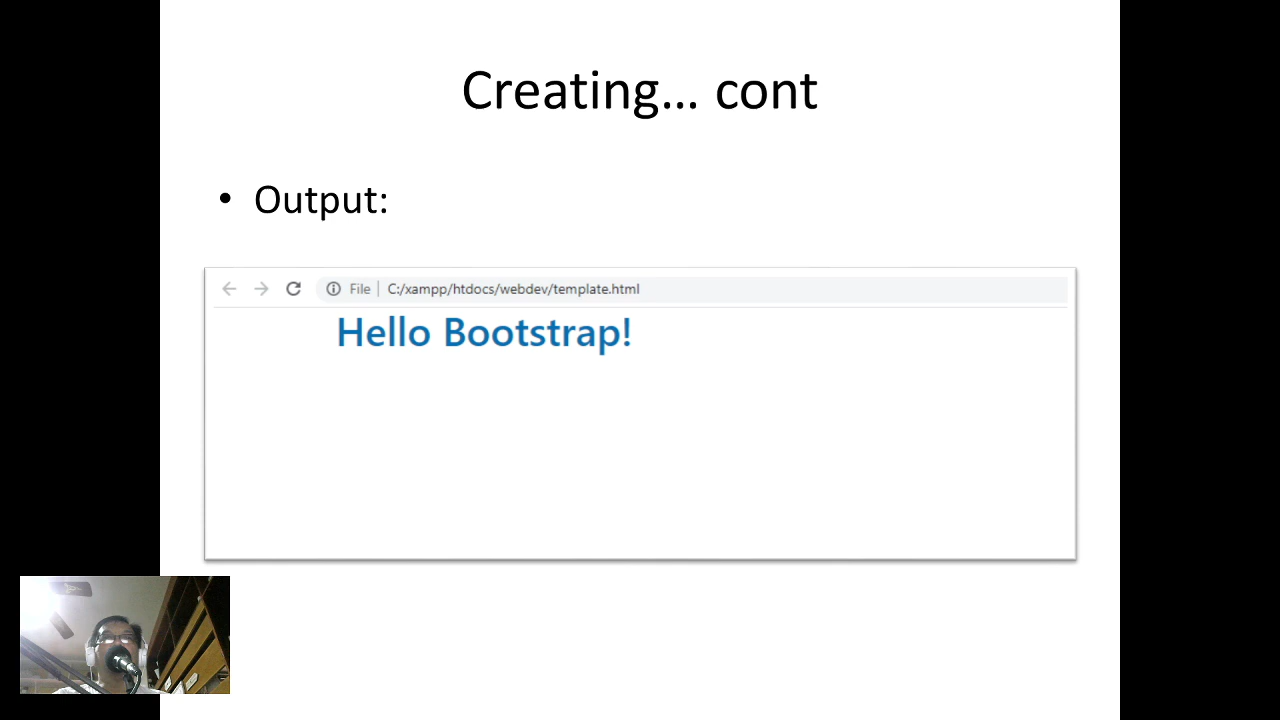 Creating... cont
• Output:
File | C:/xampp/htdocs/webdev/template.html
Hello Bootstrap!